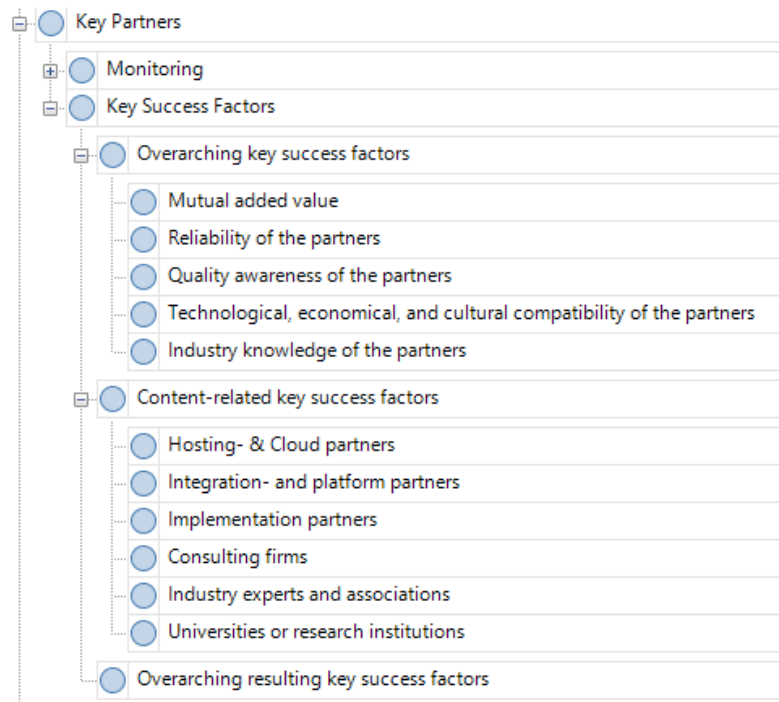 Key Partners
Monitoring
Key Success Factors
Overarching key success factors
Mutual added value
Reliability of the partners
Quality awareness of the partners
Technological, economical, and cultural compatibility of the partners
Industry knowledge of the partners
Content-related key success factors
Hosting- & Cloud partners
Integration- and platform partners
Implementation partners
Consulting firms
Industry experts and associations
Universities or research institutions
Overarching resulting key success factors